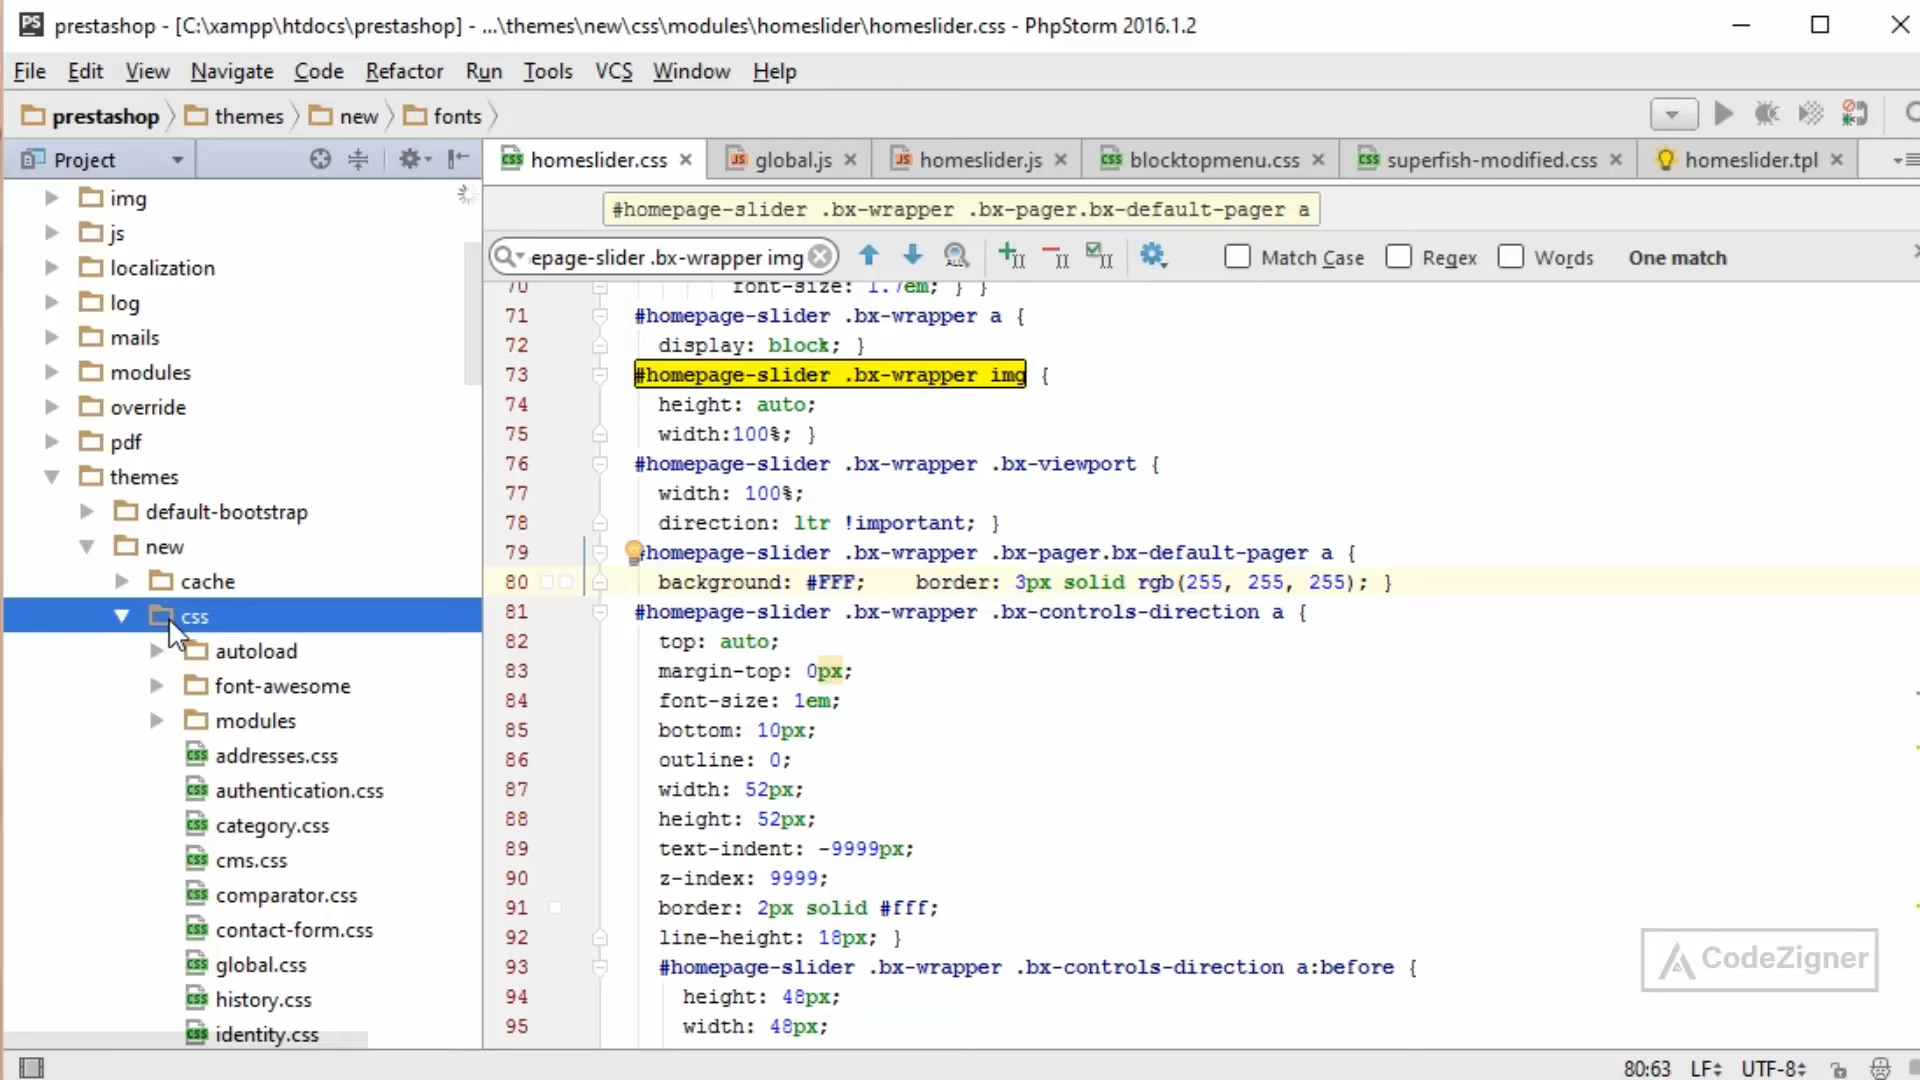 PS prestashop - [C:\xampp\htdocs\prestashop] - ...\themes\new\css\modules\homeslider\homeslider.css - PhpStorm 2016.1.2
File Edit View Navigate Code Refactor Run Tools VCS Window Help
prestashop themes new fonts
Project
homeslider.css global.js homeslider.js blocktopmenu.css superfish-modified.css homeslider.tpl
#homepage-slider .bx-wrapper .bx-pager.bx-default-pager a
epage-slider .bx-wrapper img Match Case Regex Words One match
img
js
localization
log
mails
modules
override
pdf
themes
default-bootstrap
new
cache
css
autoload
font-awesome
modules
addresses.css
authentication.css
category.css
cms.css
comparator.css
contact-form.css
global.css
history.css
identity.css
70 font-size: 1.7em; } }
71 #homepage-slider .bx-wrapper a {
72 display: block; }
73 #homepage-slider .bx-wrapper img {
74 height: auto;
75 width:100%; }
76 #homepage-slider .bx-wrapper .bx-viewport {
77 width: 100%;
78 direction: ltr !important; }
79 #homepage-slider .bx-wrapper .bx-pager.bx-default-pager a {
80 background: #FFF; border: 3px solid rgb(255, 255, 255); }
81 #homepage-slider .bx-wrapper .bx-controls-direction a {
82 top: auto;
83 margin-top: 0px;
84 font-size: 1em;
85 bottom: 10px;
86 outline: 0;
87 width: 52px;
88 height: 52px;
89 text-indent: -9999px;
90 z-index: 9999;
91 border: 2px solid #fff;
92 line-height: 18px; }
93 #homepage-slider .bx-wrapper .bx-controls-direction a:before {
94 height: 48px;
95 width: 48px;
CodeZigner
80:63 LF UTF-8